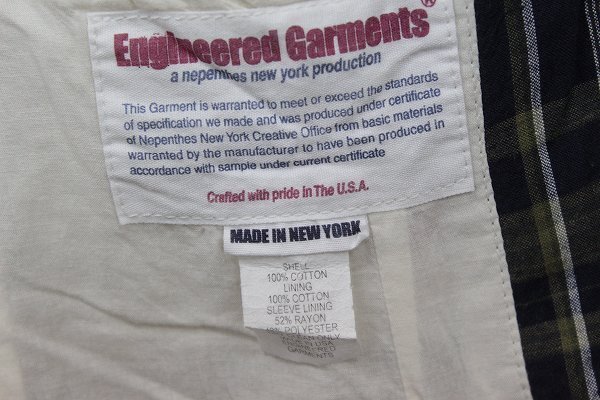 Engineered Garments®
a nepenthes new york production
This Garment is warranted to meet or exceed the standards
of specification we made and was produced under certificate
of Nepenthes New York Creative Office from basic materials
warranted by the manufacturer to have been produced in
accordance with sample under current certificate
Crafted with pride in The U.S.A.
MADE IN NEW YORK
SHELL
100% COTTON
LINING
100% COTTON
SLEEVE LINING
52% RAYON
POLYESTER
ONLY
USA
GARMENTS